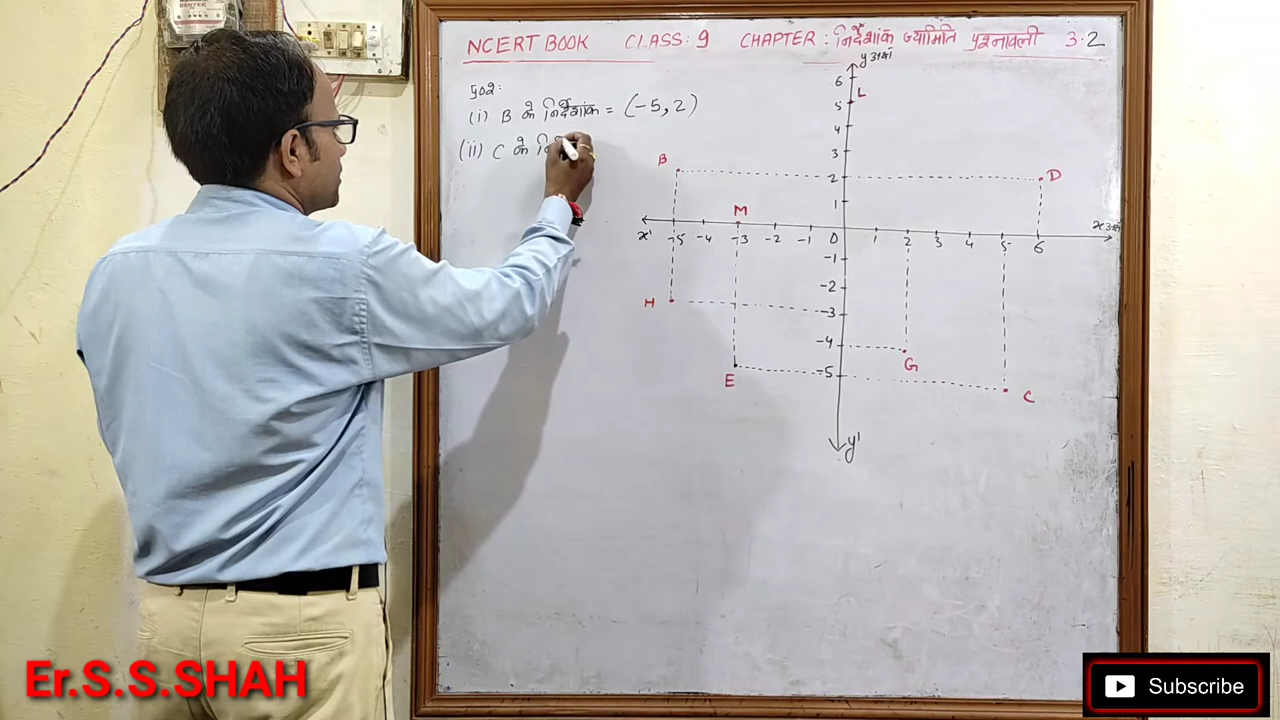 NCERT BOOK CLASS: 9 CHAPTER: निर्देशांक ज्यामिति प्रश्नावली 3.2
प्र०२:
(i) B के निर्देशांक = (-5, 2)
(ii) C के
y अक्ष
6
L
5
4
3
B
2
D
1
M
x' -5 -4 -3 -2 -1 0 1 2 3 4 5 6 x अक्ष
-1
-2
H
-3
-4
G
E
-5
C
y'
Er.S.S.SHAH
Subscribe